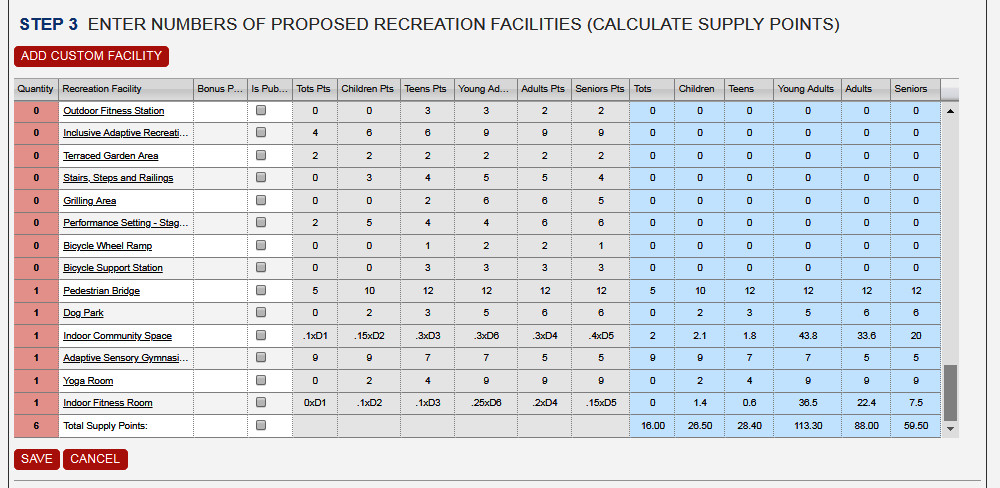 STEP 3 ENTER NUMBERS OF PROPOSED RECREATION FACILITIES (CALCULATE SUPPLY POINTS)
ADD CUSTOM FACILITY
Quantity Recreation Facility Bonus P... Is Pub... Tots Pts Children Pts Teens Pts Young Ad... Adults Pts Seniors Pts Tots Children Teens Young Adults Adults Seniors
0 Outdoor Fitness Station 0 0 3 3 2 2 0 0 0 0 0 0
0 Inclusive Adaptive Recreati... 4 6 6 9 9 9 0 0 0 0 0 0
0 Terraced Garden Area 2 2 2 2 2 2 0 0 0 0 0 0
0 Stairs, Steps and Railings 0 3 4 5 5 4 0 0 0 0 0 0
0 Grilling Area 0 0 2 6 6 5 0 0 0 0 0 0
0 Performance Setting - Stag... 2 5 4 4 6 6 0 0 0 0 0 0
0 Bicycle Wheel Ramp 0 0 1 2 2 1 0 0 0 0 0 0
0 Bicycle Support Station 0 0 3 3 3 3 0 0 0 0 0 0
1 Pedestrian Bridge 5 10 12 12 12 12 5 10 12 12 12 12
1 Dog Park 0 2 3 5 6 6 0 2 3 5 6 6
1 Indoor Community Space .1xD1 .15xD2 .3xD3 .3xD6 .3xD4 .4xD5 2 2.1 1.8 43.8 33.6 20
1 Adaptive Sensory Gymnasi... 9 9 7 7 5 5 9 9 7 7 5 5
1 Yoga Room 0 2 4 9 9 9 0 2 4 9 9 9
1 Indoor Fitness Room 0xD1 .1xD2 .1xD3 .25xD6 .2xD4 .15xD5 0 1.4 0.6 36.5 22.4 7.5
6 Total Supply Points: 16.00 26.50 28.40 113.30 88.00 59.50
SAVE CANCEL